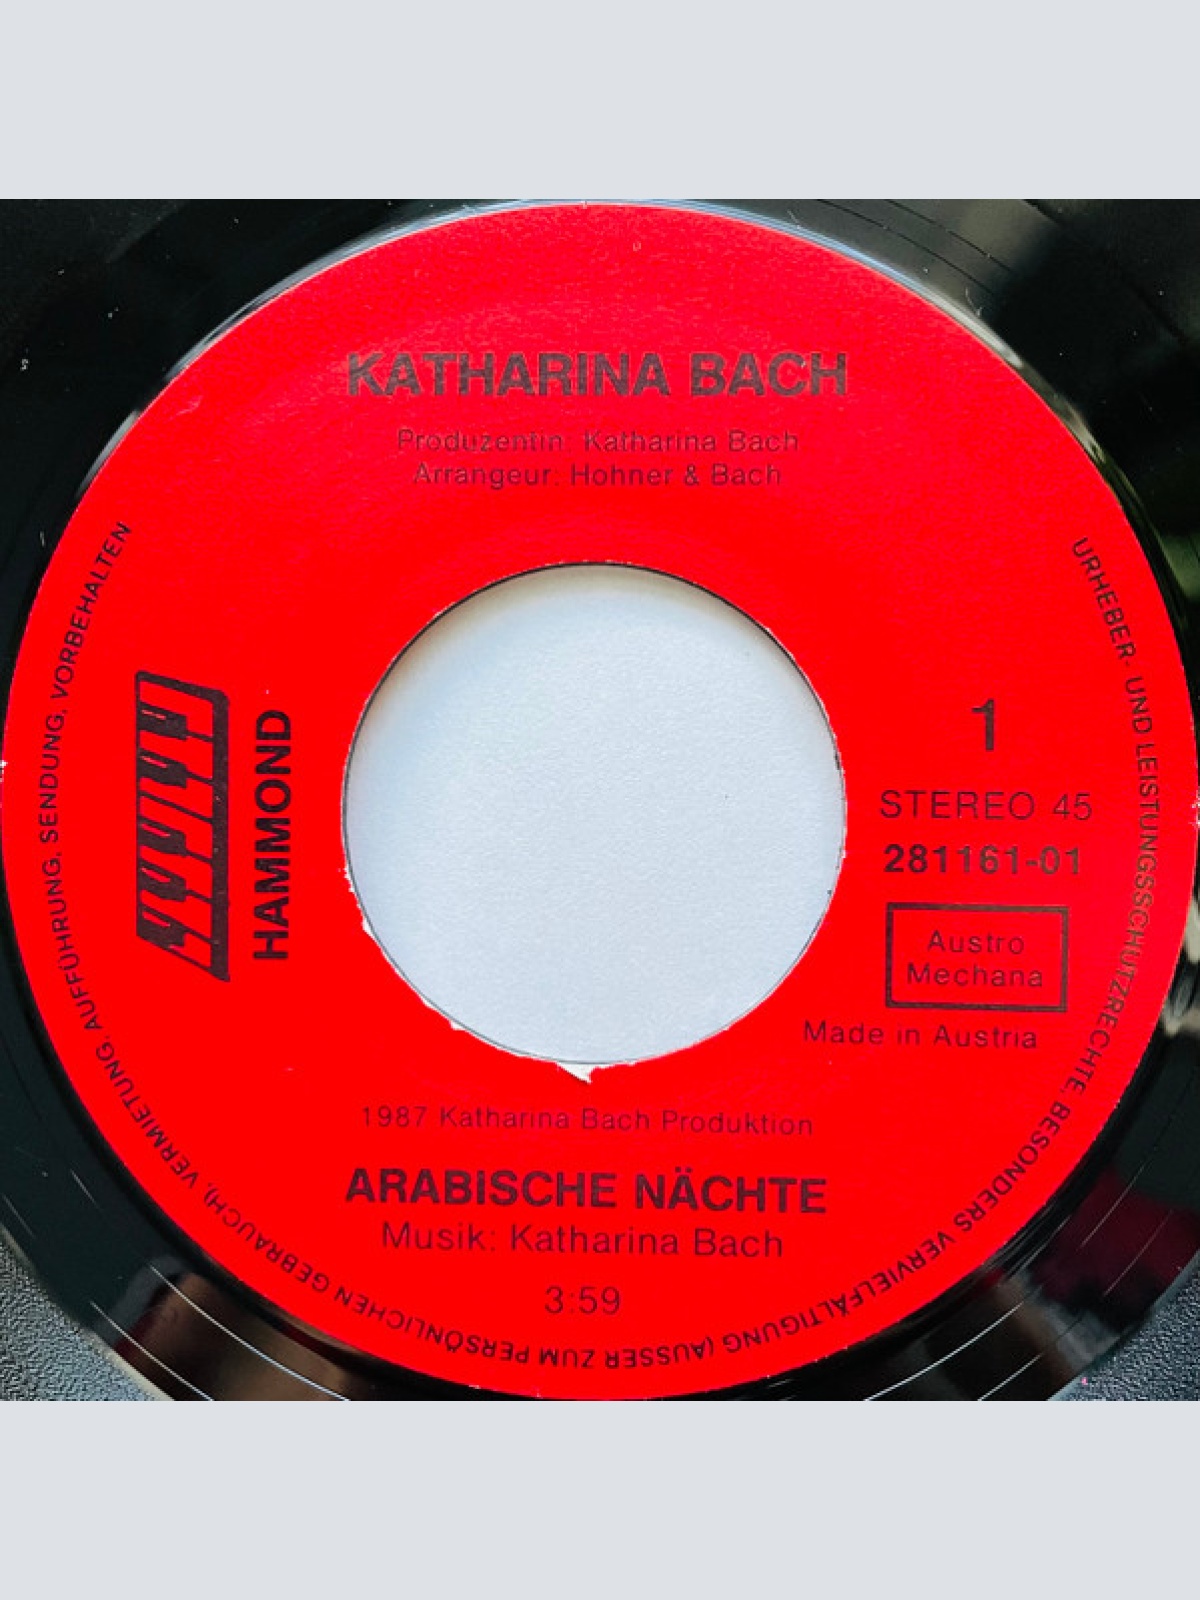 KATHARINA BACH
Produzentin: Katharina Bach
Arrangeur: Hohner & Bach
HAMMOND
1
STEREO 45
281161-01
Austro
Mechana
Made in Austria
1987 Katharina Bach Produktion
ARABISCHE NÄCHTE
Musik: Katharina Bach
3:59
URHEBER- UND LEISTUNGSSCHUTZRECHTE, BESONDERS VERVIELFÄLTIGUNG (AUSSER ZUM PERSÖNLICHEN GEBRAUCH), VERMIETUNG, AUFFÜHRUNG, SENDUNG, VORBEHALTEN